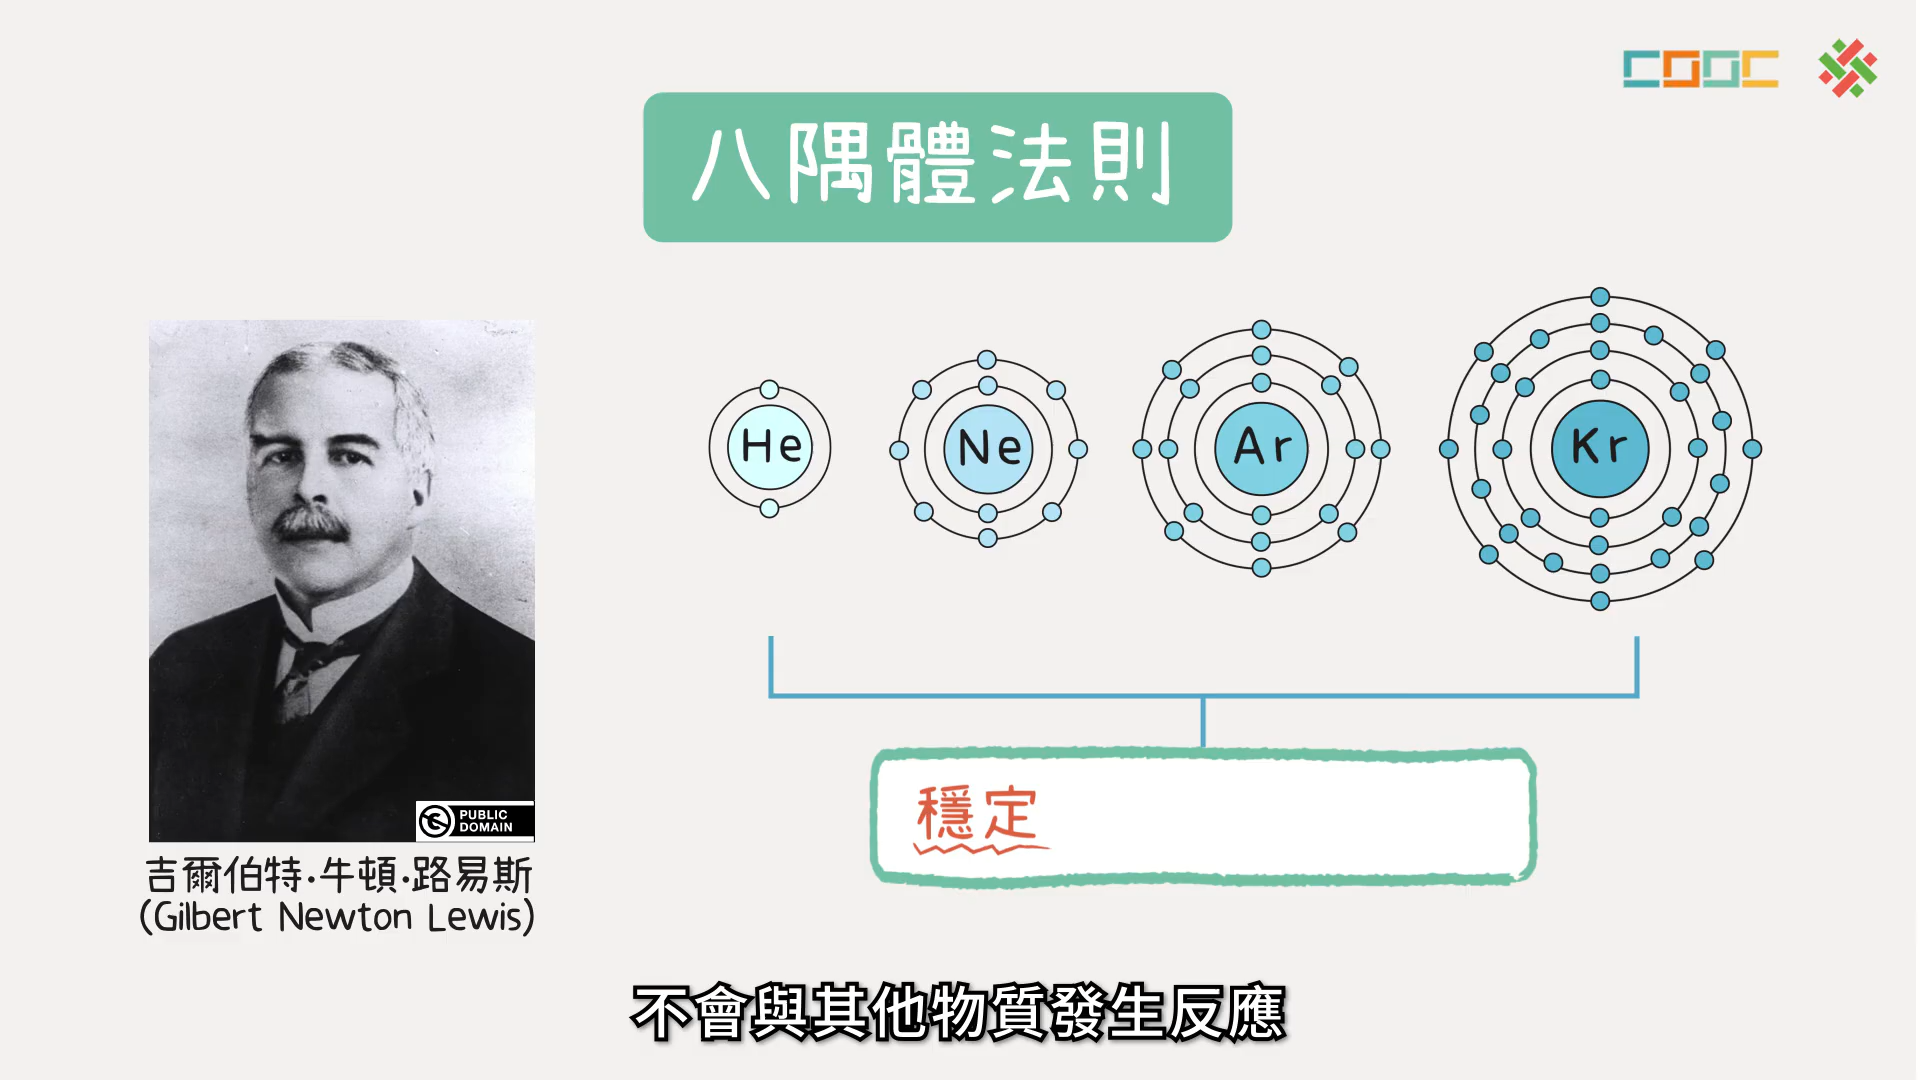 COOC
八隅體法則
He
Ne
Ar
Kr
PUBLIC
DOMAIN
吉爾伯特·牛頓·路易斯
(Gilbert Newton Lewis)
穩定
不會與其他物質發生反應